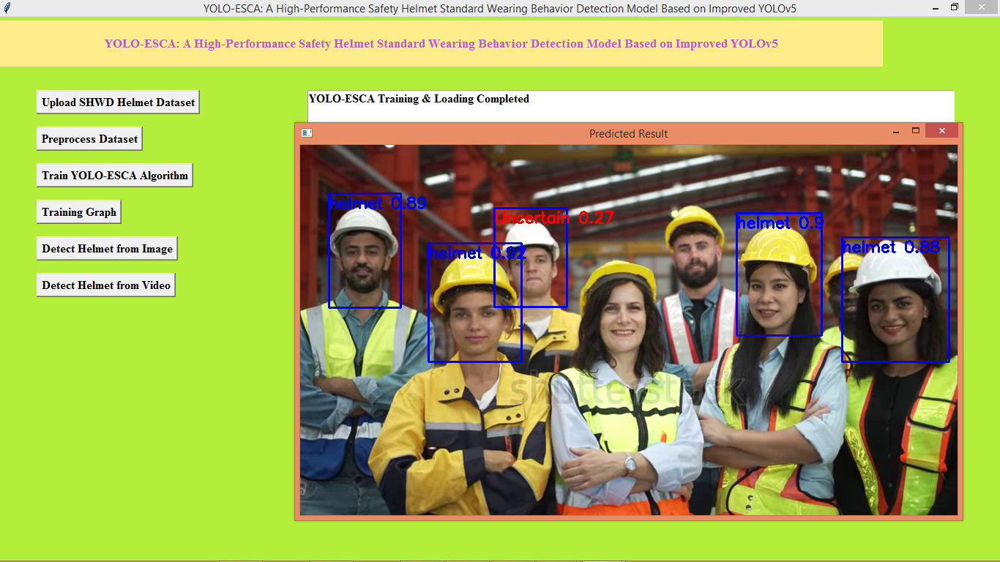 YOLO-ESCA: A High-Performance Safety Helmet Standard Wearing Behavior Detection Model Based on Improved YOLOv5
YOLO-ESCA: A High-Performance Safety Helmet Standard Wearing Behavior Detection Model Based on Improved YOLOv5
Upload SHWD Helmet Dataset
Preprocess Dataset
Train YOLO-ESCA Algorithm
Training Graph
Detect Helmet from Image
Detect Helmet from Video
YOLO-ESCA Training & Loading Completed
Predicted Result
helmet 0.89
Uncertain 0.27
helmet 0.9
helmet 0.92
helmet 0.88
shutterstock